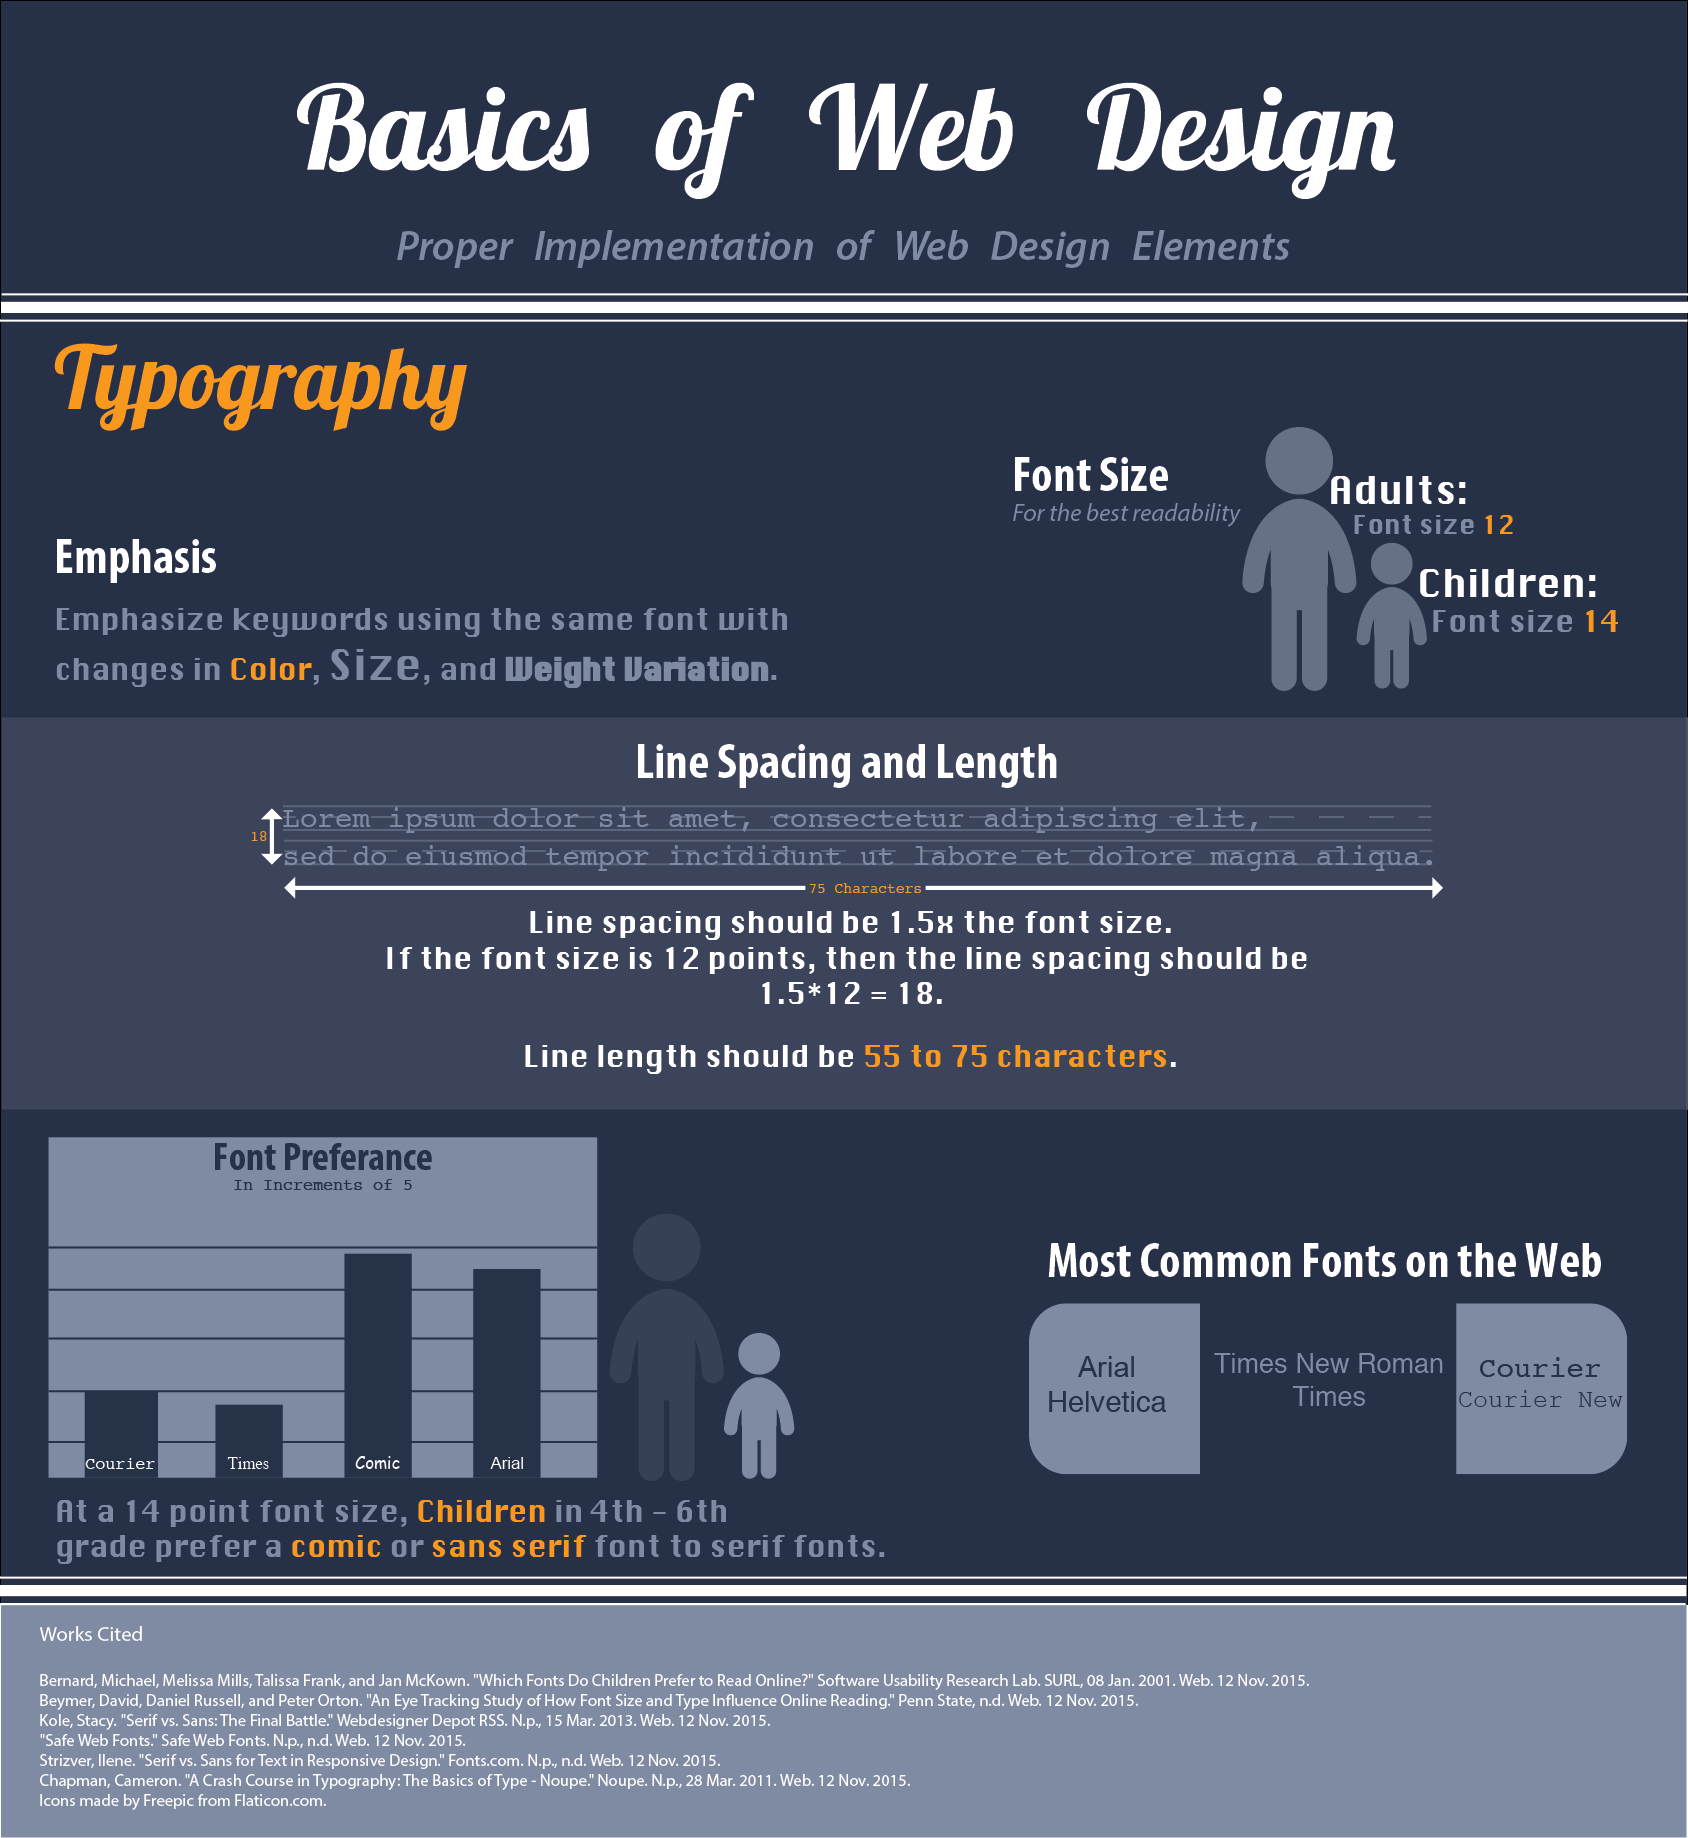 Basics of Web Design
Proper Implementation of Web Design Elements
Typography
Font Size
For the best readability
Adults:
Font size 12
Children:
Font size 14
Emphasis
Emphasize keywords using the same font with
changes in Color, Size, and Weight Variation.
Line Spacing and Length
18
Lorem ipsum dolor sit amet, consectetur adipiscing elit,
sed do eiusmod tempor incididunt ut labore et dolore magna aliqua.
75 Characters
Line spacing should be 1.5x the font size.
If the font size is 12 points, then the line spacing should be
1.5*12 = 18.
Line length should be 55 to 75 characters.
Font Preferance
In Increments of 5
Courier
Times
Comic
Arial
At a 14 point font size, Children in 4th - 6th
grade prefer a comic or sans serif font to serif fonts.
Most Common Fonts on the Web
Arial
Helvetica
Times New Roman
Times
Courier
Courier New
Works Cited
Bernard, Michael, Melissa Mills, Talissa Frank, and Jan McKown. "Which Fonts Do Children Prefer to Read Online?" Software Usability Research Lab. SURL, 08 Jan. 2001. Web. 12 Nov. 2015.
Beymer, David, Daniel Russell, and Peter Orton. "An Eye Tracking Study of How Font Size and Type Influence Online Reading." Penn State, n.d. Web. 12 Nov. 2015.
Kole, Stacy. "Serif vs. Sans: The Final Battle." Webdesigner Depot RSS. N.p., 15 Mar. 2013. Web. 12 Nov. 2015.
"Safe Web Fonts." Safe Web Fonts. N.p., n.d. Web. 12 Nov. 2015.
Strizver, Ilene. "Serif vs. Sans for Text in Responsive Design." Fonts.com. N.p., n.d. Web. 12 Nov. 2015.
Chapman, Cameron. "A Crash Course in Typography: The Basics of Type - Noupe." Noupe. N.p., 28 Mar. 2011. Web. 12 Nov. 2015.
Icons made by Freepic from Flaticon.com.